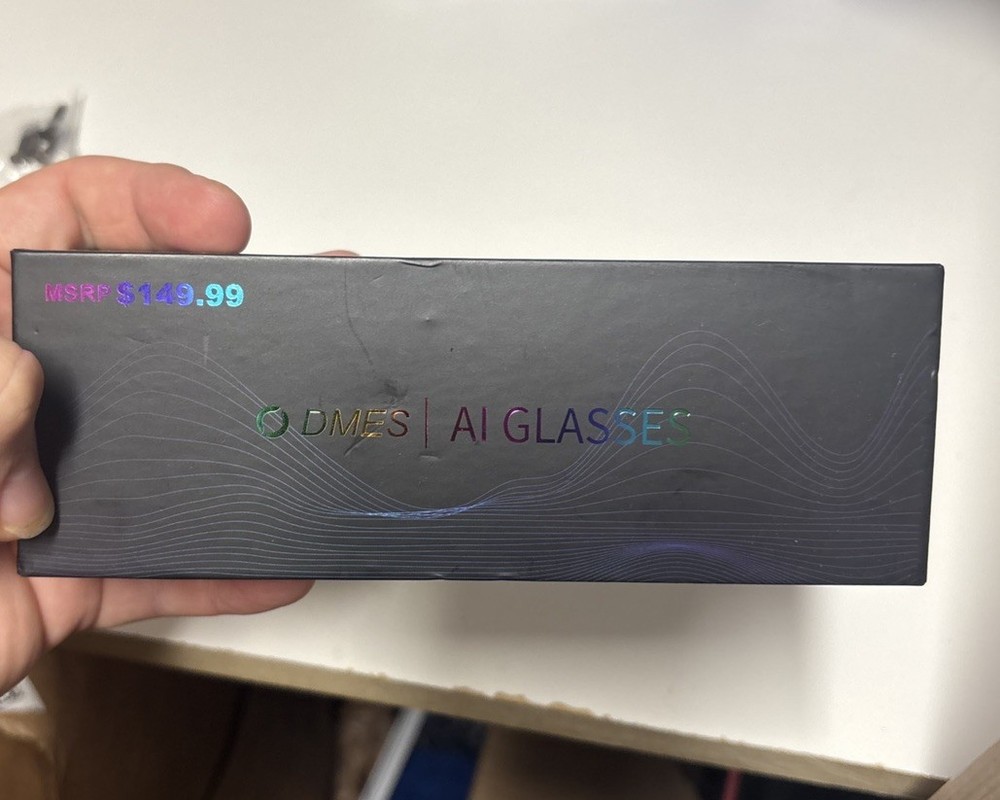 MSRP $149.99
DMES | AI GLASSES